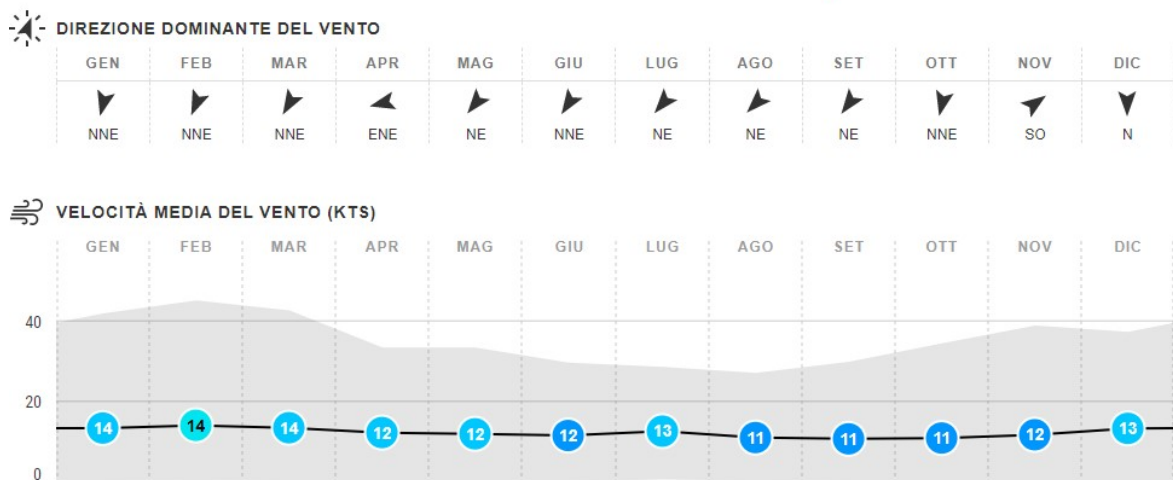 DIREZIONE DOMINANTE DEL VENTO
GEN FEB MAR APR MAG GIU LUG AGO SET OTT NOV DIC
NNE NNE NNE ENE NE NNE NE NE NE NNE SO N
VELOCITÀ MEDIA DEL VENTO (KTS)
GEN FEB MAR APR MAG GIU LUG AGO SET OTT NOV DIC
40
20
14 14 14 12 12 12 13 11 11 11 12 13
0